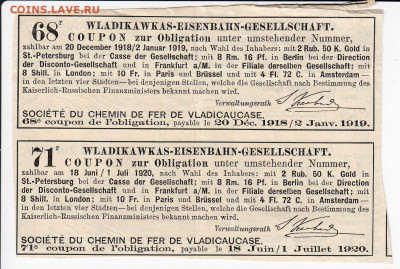 COINS.LAV.RU
68r
WLADIKAWKAS-EISENBAHN-GESELLSCHAFT.
COUPON zur Obligation unter umstehender Nummer,
zahlbar am 20 December 1918/2 Januar 1919, nach Wahl des Inhabers: mit 2 Rub. 50 K. Gold in
St.-Petersburg bei der Casse der Gesellschaft; mit 8 Rm. 16 Pf. in Berlin bei der Direction
der Disconto-Gesellschaft und in Frankfurt a/M. in der Filiale derselben Gesellschaft; mit
8 Shill. in London; mit 10 Fr. in Paris und Brüssel und mit 4 Fl. 72 C. in Amsterdam—
in den letzten vier Städten—bei denjenigen Instituten, welche die Gesellschaft nach Bestimmung des
Kaiserlich-Russischen Finanzministers bekannt machen wird.
Verwaltungsrath
SOCIÉTÉ DU CHEMIN DE FER DE VLADICAUCASE.
68e coupon de l'obligation, payable le 20 Déc. 1918/2 Janv. 1919.
71r
WLADIKAWKAS-EISENBAHN-GESELLSCHAFT.
COUPON zur Obligation unter umstehender Nummer,
zahlbar am 18 Juni/1 Juli 1920, nach Wahl des Inhabers: mit 2 Rub. 50 K. Gold in
St.-Petersburg bei der Casse der Gesellschaft; mit 8 Rm. 16 Pf. in Berlin bei der Direction
der Disconto-Gesellschaft und in Frankfurt a/M. in der Filiale derselben Gesellschaft; mit
8 Shill. in London; mit 10 Fr. in Paris und Brüssel und mit 4 Fl. 72 C. in Amsterdam—
in den letzten vier Städten—bei denjenigen Instituten, welche die Gesellschaft nach Bestimmung des
Kaiserlich-Russischen Finanzministers bekannt machen wird.
Verwaltungsrath
SOCIÉTÉ DU CHEMIN DE FER DE VLADICAUCASE.
71e coupon de l'obligation, payable le 18 Juin/1 Juillet 1920.